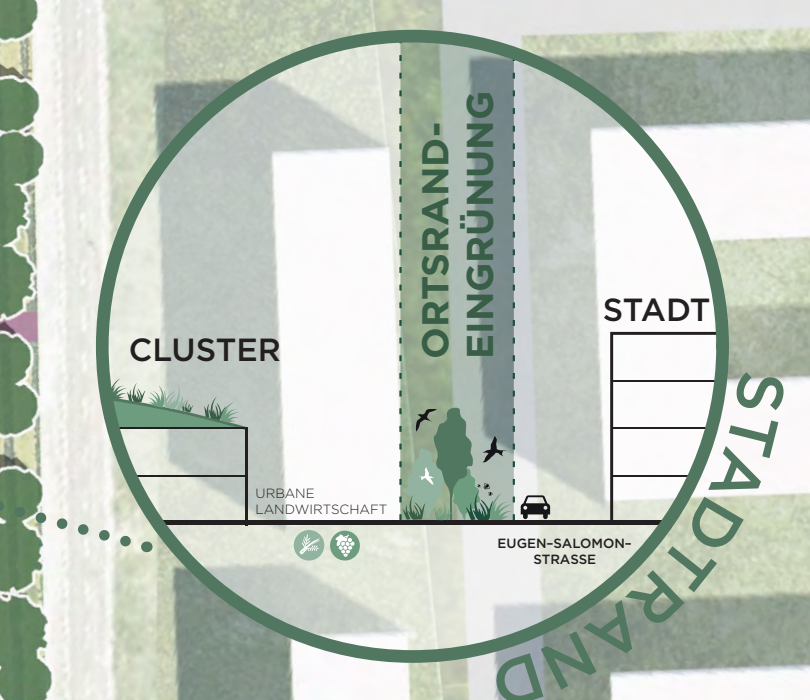 ORTSRAND-
EINGRÜNUNG
STADT
CLUSTER
URBANE
LANDWIRTSCHAFT
EUGEN–SALOMON–
STRASSE
STADTRAND